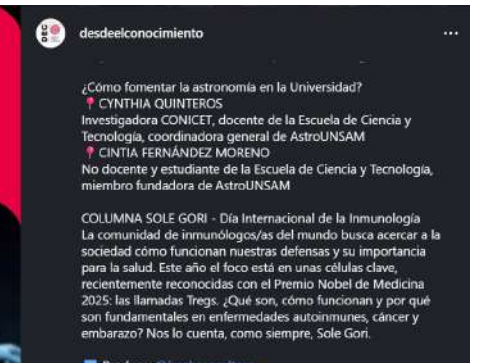 DEC
desdeelconocimiento
...
¿Cómo fomentar la astronomía en la Universidad?
📍 CYNTHIA QUINTEROS
Investigadora CONICET, docente de la Escuela de Ciencia y
Tecnología, coordinadora general de AstroUNSAM
📍 CINTIA FERNÁNDEZ MORENO
No docente y estudiante de la Escuela de Ciencia y Tecnología,
miembro fundadora de AstroUNSAM
COLUMNA SOLE GORI - Día Internacional de la Inmunología
La comunidad de inmunólogos/as del mundo busca acercar a la
sociedad cómo funcionan nuestras defensas y su importancia
para la salud. Este año el foco está en unas células clave,
recientemente reconocidas con el Premio Nobel de Medicina
2025: las llamadas Tregs. ¿Qué son, cómo funcionan y por qué
son fundamentales en enfermedades autoinmunes, cáncer y
embarazo? Nos lo cuenta, como siempre, Sole Gori.